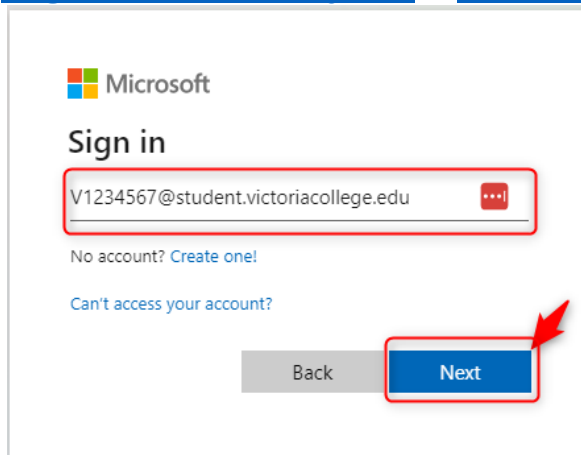 Microsoft
Sign in
V1234567@student.victoriacollege.edu
No account? Create one!
Can't access your account?
Back Next